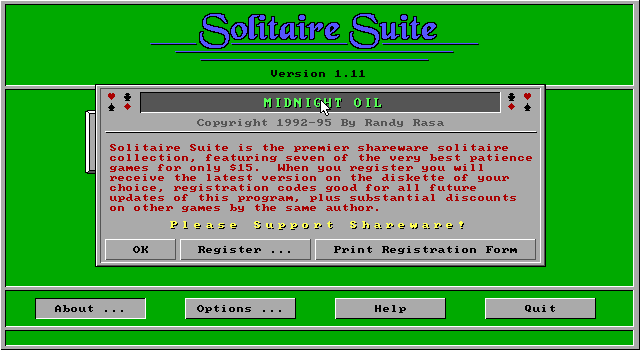 Solitaire Suite
Version 1.11
MIDNIGHT OIL
Copyright 1992-95 By Randy Rasa
Solitaire Suite is the premier shareware solitaire
collection, featuring seven of the very best patience
games for only $15.  When you register you will
receive the latest version on the diskette of your
choice, registration codes good for all future
updates of this program, plus substantial discounts
on other games by the same author.
Please Support Shareware!
OK
Register ...
Print Registration Form
About ...
Options ...
Help
Quit